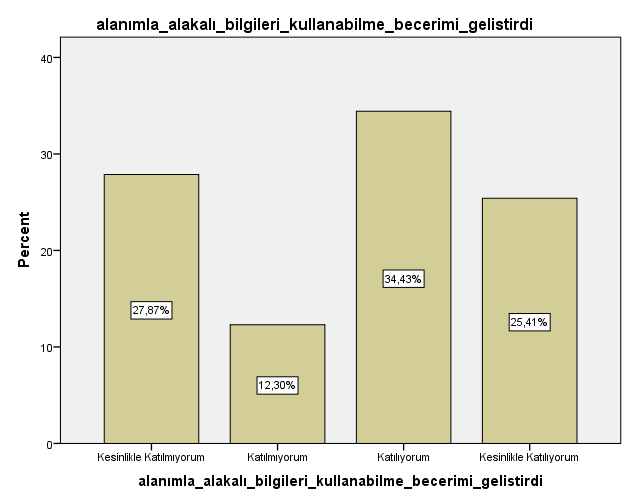 alanımla_alakalı_bilgileri_kullanabilme_becerimi_gelistirdi
40
30
20
10
0
Percent
27,87%
12,30%
34,43%
25,41%
Kesinlikle Katılmıyorum
Katılmıyorum
Katılıyorum
Kesinlikle Katılıyorum
alanımla_alakalı_bilgileri_kullanabilme_becerimi_gelistirdi